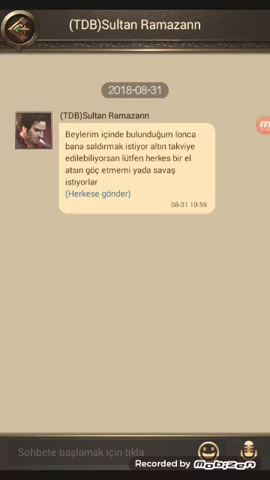 (TDB)Sultan Ramazann
2018-08-31
(TDB)Sultan Ramazann
Beylerim içinde bulunduğum lonca
bana saldırmak istiyor altın takviye
edilebiliyorsan lütfen herkes bir el
atsın göç etmemi yada savaş
istiyorlar
(Herkese gönder)
08-31 10:59
Sohbete başlamak için tıkla
Recorded by MOBIZEN